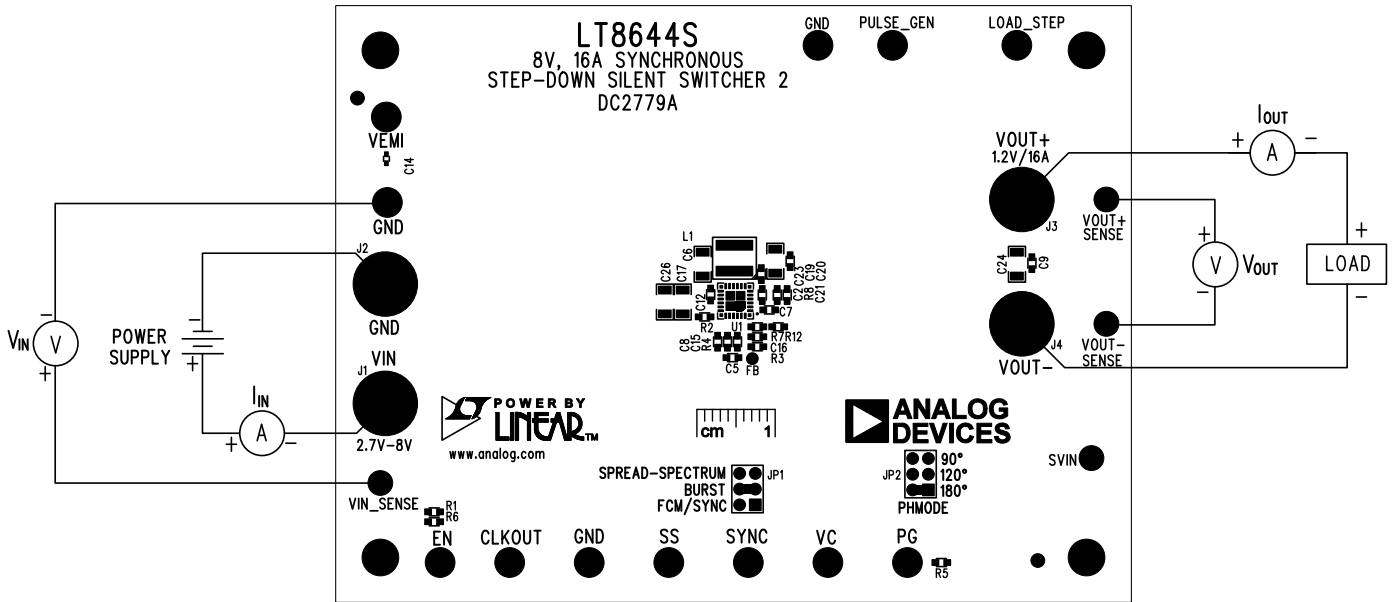 LT8644S
8V, 16A SYNCHRONOUS
STEP-DOWN SILENT SWITCHER 2
DC2779A
GND
PULSE_GEN
LOAD_STEP
VEMI
C14
GND
J2
GND
VIN
J1
2.7V-8V
VIN_SENSE
-
VIN
V
+
-
POWER
SUPPLY
+
IIN
+
A
-
L1
C6
C26
C17
C12
R2
U1
C8
C15
R4
C5
FB
C7
C2
C23
R8
C19
C21
C20
R7
R12
C16
R3
VOUT+
1.2V/16A
J3
C24
C9
J4
VOUT-
VOUT+
SENSE
VOUT-
SENSE
IOUT
+
A
-
+
V
VOUT
-
+
LOAD
-
POWER BY
LINEAR™
www.analog.com
cm 1
ANALOG
DEVICES
SPREAD-SPECTRUM
BURST
FCM/SYNC
JP1
JP2
90°
120°
180°
PHMODE
SVIN
R1
R6
EN
CLKOUT
GND
SS
SYNC
VC
PG
R5